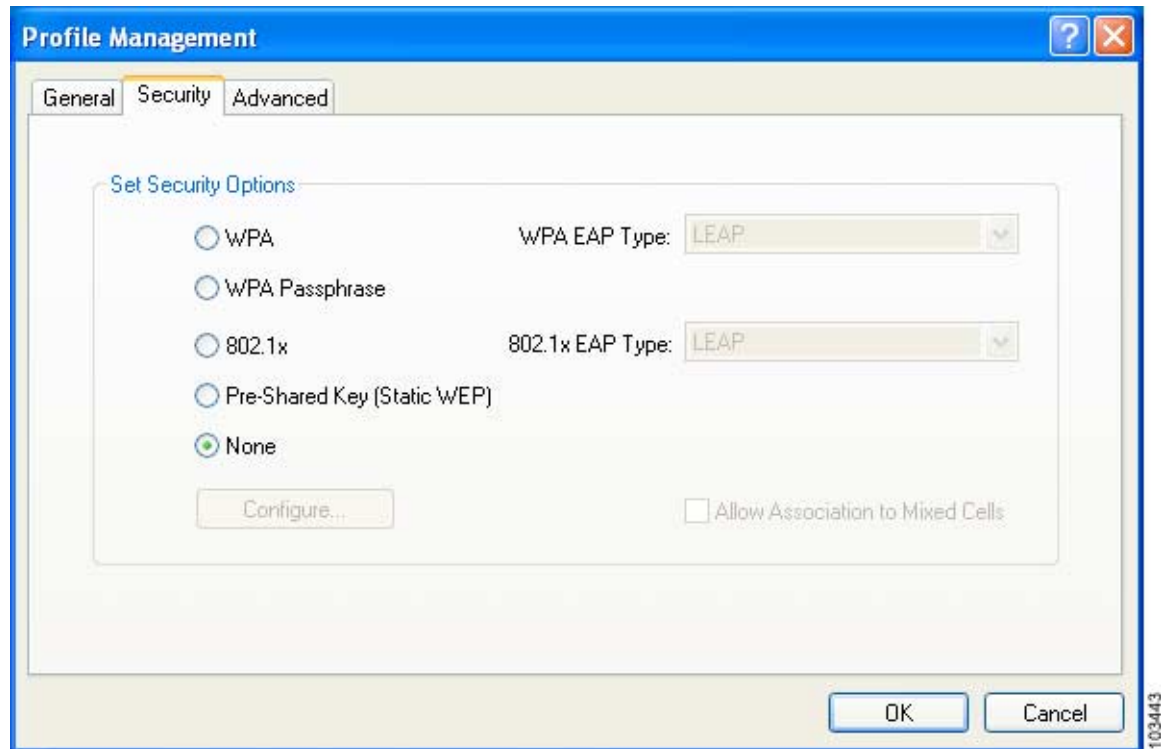 Profile Management
General Security Advanced
Set Security Options
WPA WPA EAP Type: LEAP
WPA Passphrase
802.1x 802.1x EAP Type: LEAP
Pre-Shared Key (Static WEP)
None
Configure... Allow Association to Mixed Cells
OK Cancel
103443